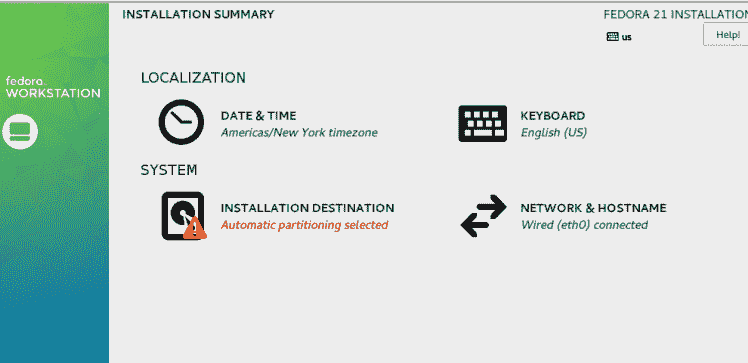 INSTALLATION SUMMARY
FEDORA 21 INSTALLATION
us
Help!
fedora
WORKSTATION
LOCALIZATION
DATE & TIME
Americas/New York timezone
KEYBOARD
English (US)
SYSTEM
INSTALLATION DESTINATION
Automatic partitioning selected
NETWORK & HOSTNAME
Wired (eth0) connected